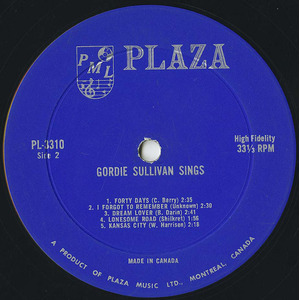 PML
PLAZA
PL-3310
Side 2
High Fidelity
33⅓ RPM
GORDIE SULLIVAN SINGS
1. FORTY DAYS (C. Berry) 2:35
2. I FORGOT TO REMEMBER (Unknown) 2:30
3. DREAM LOVER (B. Darin) 2:41
4. LONESOME ROAD (Shilkret) 1:56
5. KANSAS CITY (W. Harrison) 2:18
MADE IN CANADA
A PRODUCT OF PLAZA MUSIC LTD., MONTREAL, CANADA